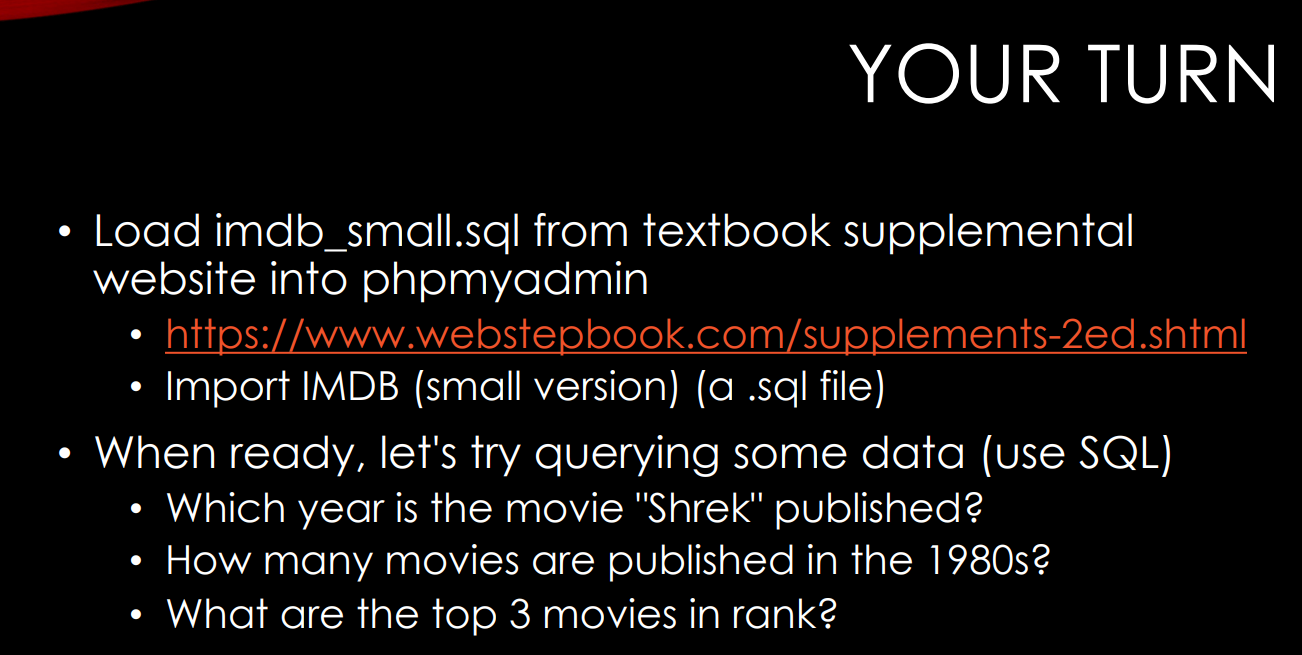 YOUR TURN
• Load imdb_small.sql from textbook supplemental
website into phpmyadmin
• https://www.webstepbook.com/supplements-2ed.shtml
• Import IMDB (small version) (a .sql file)
• When ready, let's try querying some data (use SQL)
• Which year is the movie "Shrek" published?
• How many movies are published in the 1980s?
• What are the top 3 movies in rank?